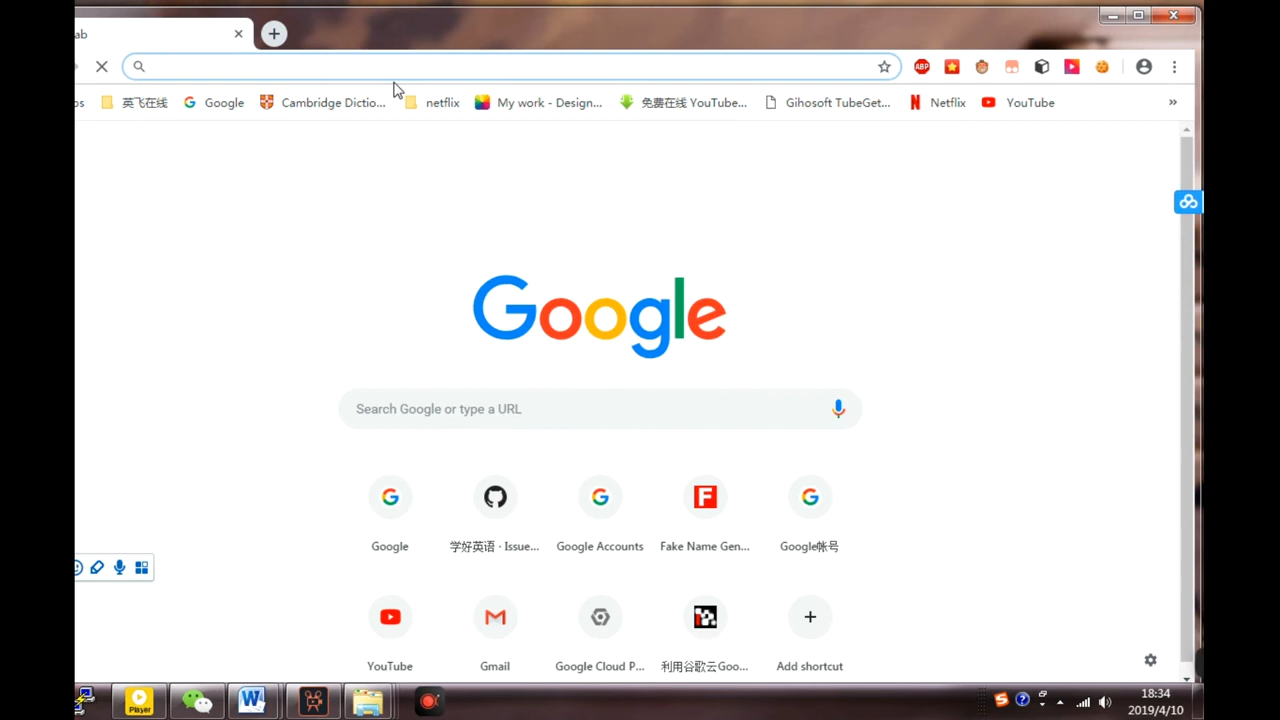 ab
ABP
os 英飞在线 Google Cambridge Dictio... netflix My work - Design... 免费在线 YouTube... Gihosoft TubeGet... Netflix YouTube »
Google
Search Google or type a URL
Google 学好英语 · Issue... Google Accounts Fake Name Gen... Google帐号
YouTube Gmail Google Cloud P... 利用谷歌云Goo... Add shortcut
Player
18:34
2019/4/10